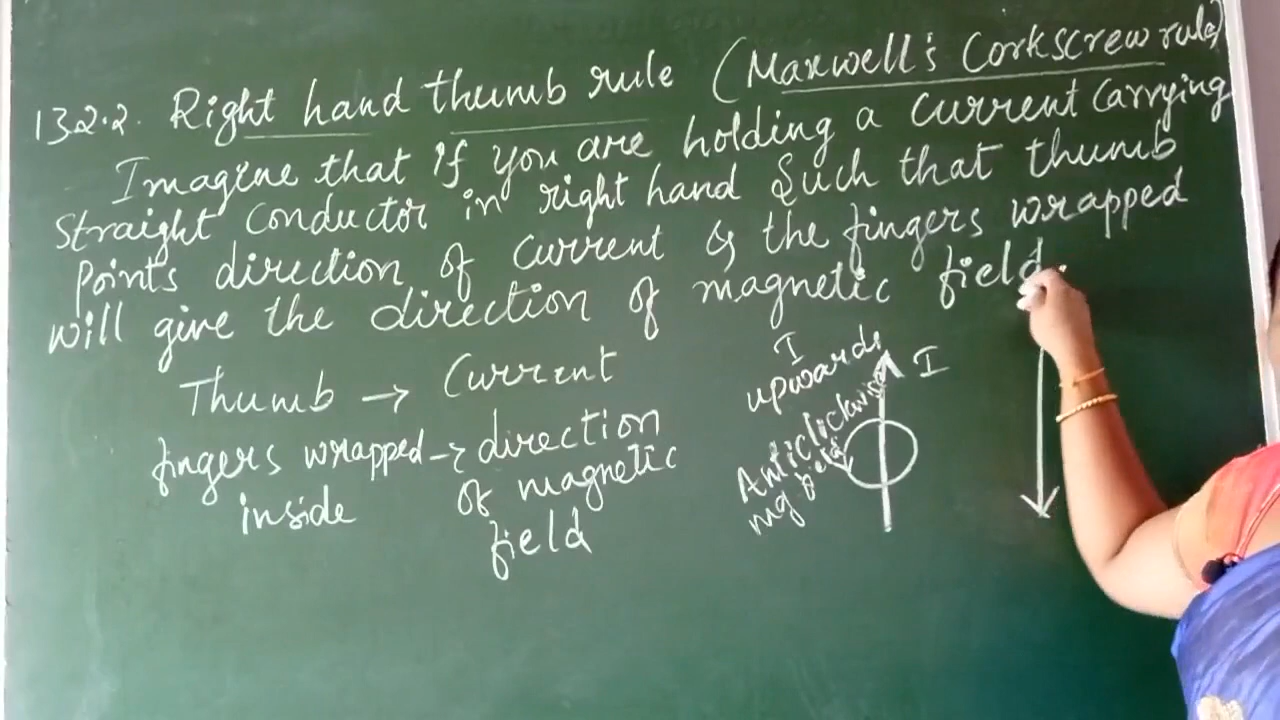 13.2.2. Right hand thumb rule (Maxwell's Corkscrew rule)
Imagine that if you are holding a current carrying
straight conductor in right hand such that thumb
points direction of current & the fingers wrapped
will give the direction of magnetic field.
Thumb → Current
fingers wrapped → direction
inside
of magnetic
field
I
upwards
I
Anticlockwise
mg field